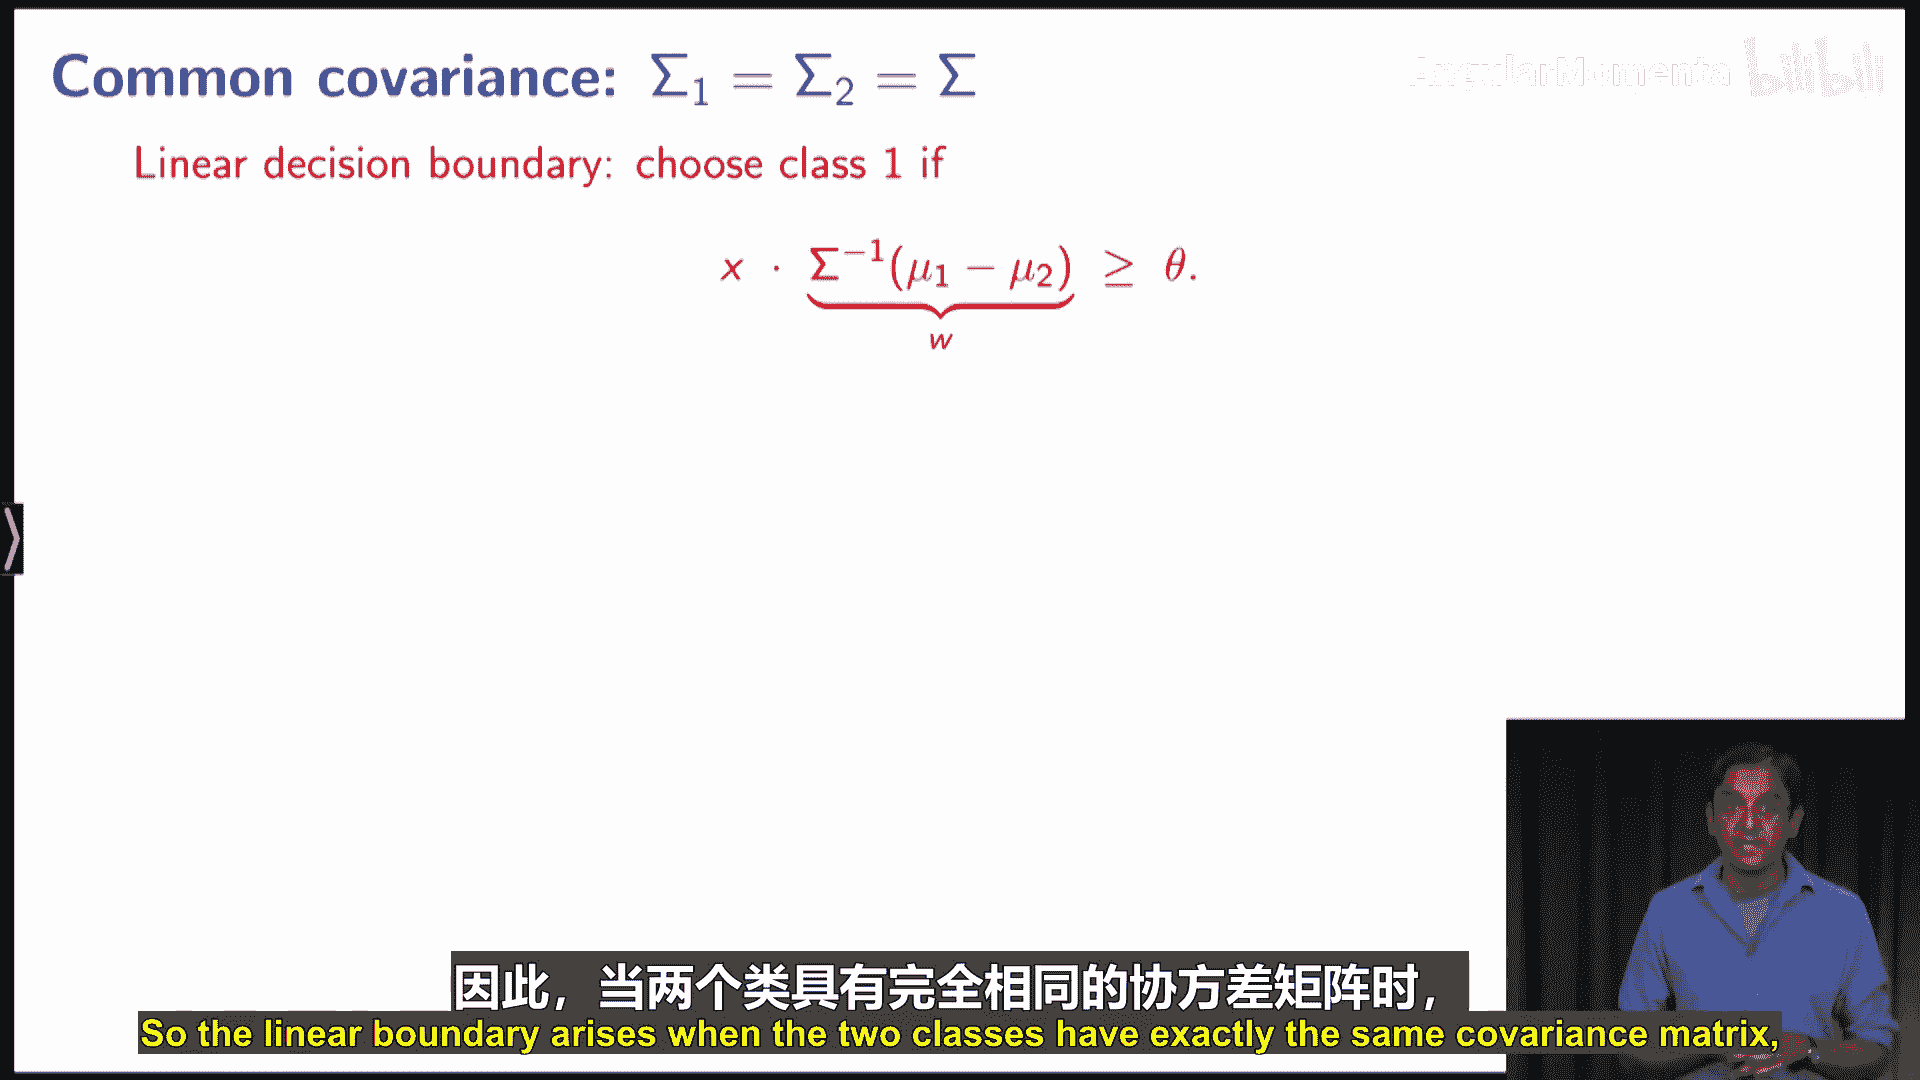 Common covariance: Σ₁ = Σ₂ = Σ
AngularMomenta bilibili
Linear decision boundary: choose class 1 if
x · Σ⁻¹(μ₁ − μ₂) ≥ θ.
w
因此，当两个类具有完全相同的协方差矩阵时，
So the linear boundary arises when the two classes have exactly the same covariance matrix,